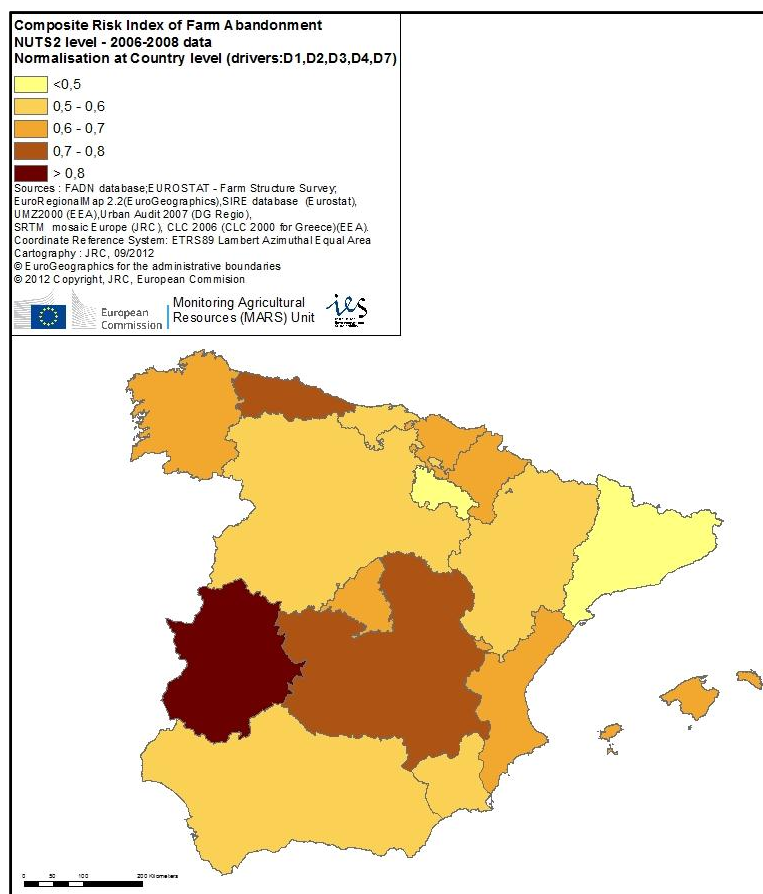 Composite Risk Index of Farm Abandonment
NUTS2 level - 2006-2008 data
Normalisation at Country level (drivers:D1,D2,D3,D4,D7)
<0,5
0,5 - 0,6
0,6 - 0,7
0,7 - 0,8
> 0,8
Sources : FADN database;EUROSTAT - Farm Structure Survey;
EuroRegionalMap 2.2(EuroGeographics),SIRE database (Eurostat),
UMZ2000 (EEA),Urban Audit 2007 (DG Regio),
SRTM mosaic Europe (JRC), CLC 2006 (CLC 2000 for Greece)(EEA).
Coordinate Reference System: ETRS89 Lambert Azimuthal Equal Area
Cartography : JRC, 09/2012
© EuroGeographics for the administrative boundaries
© 2012 Copyright, JRC, European Commision
European
Commission
Monitoring Agricultural
Resources (MARS) Unit
ies
0 50 100 200 Kilometers